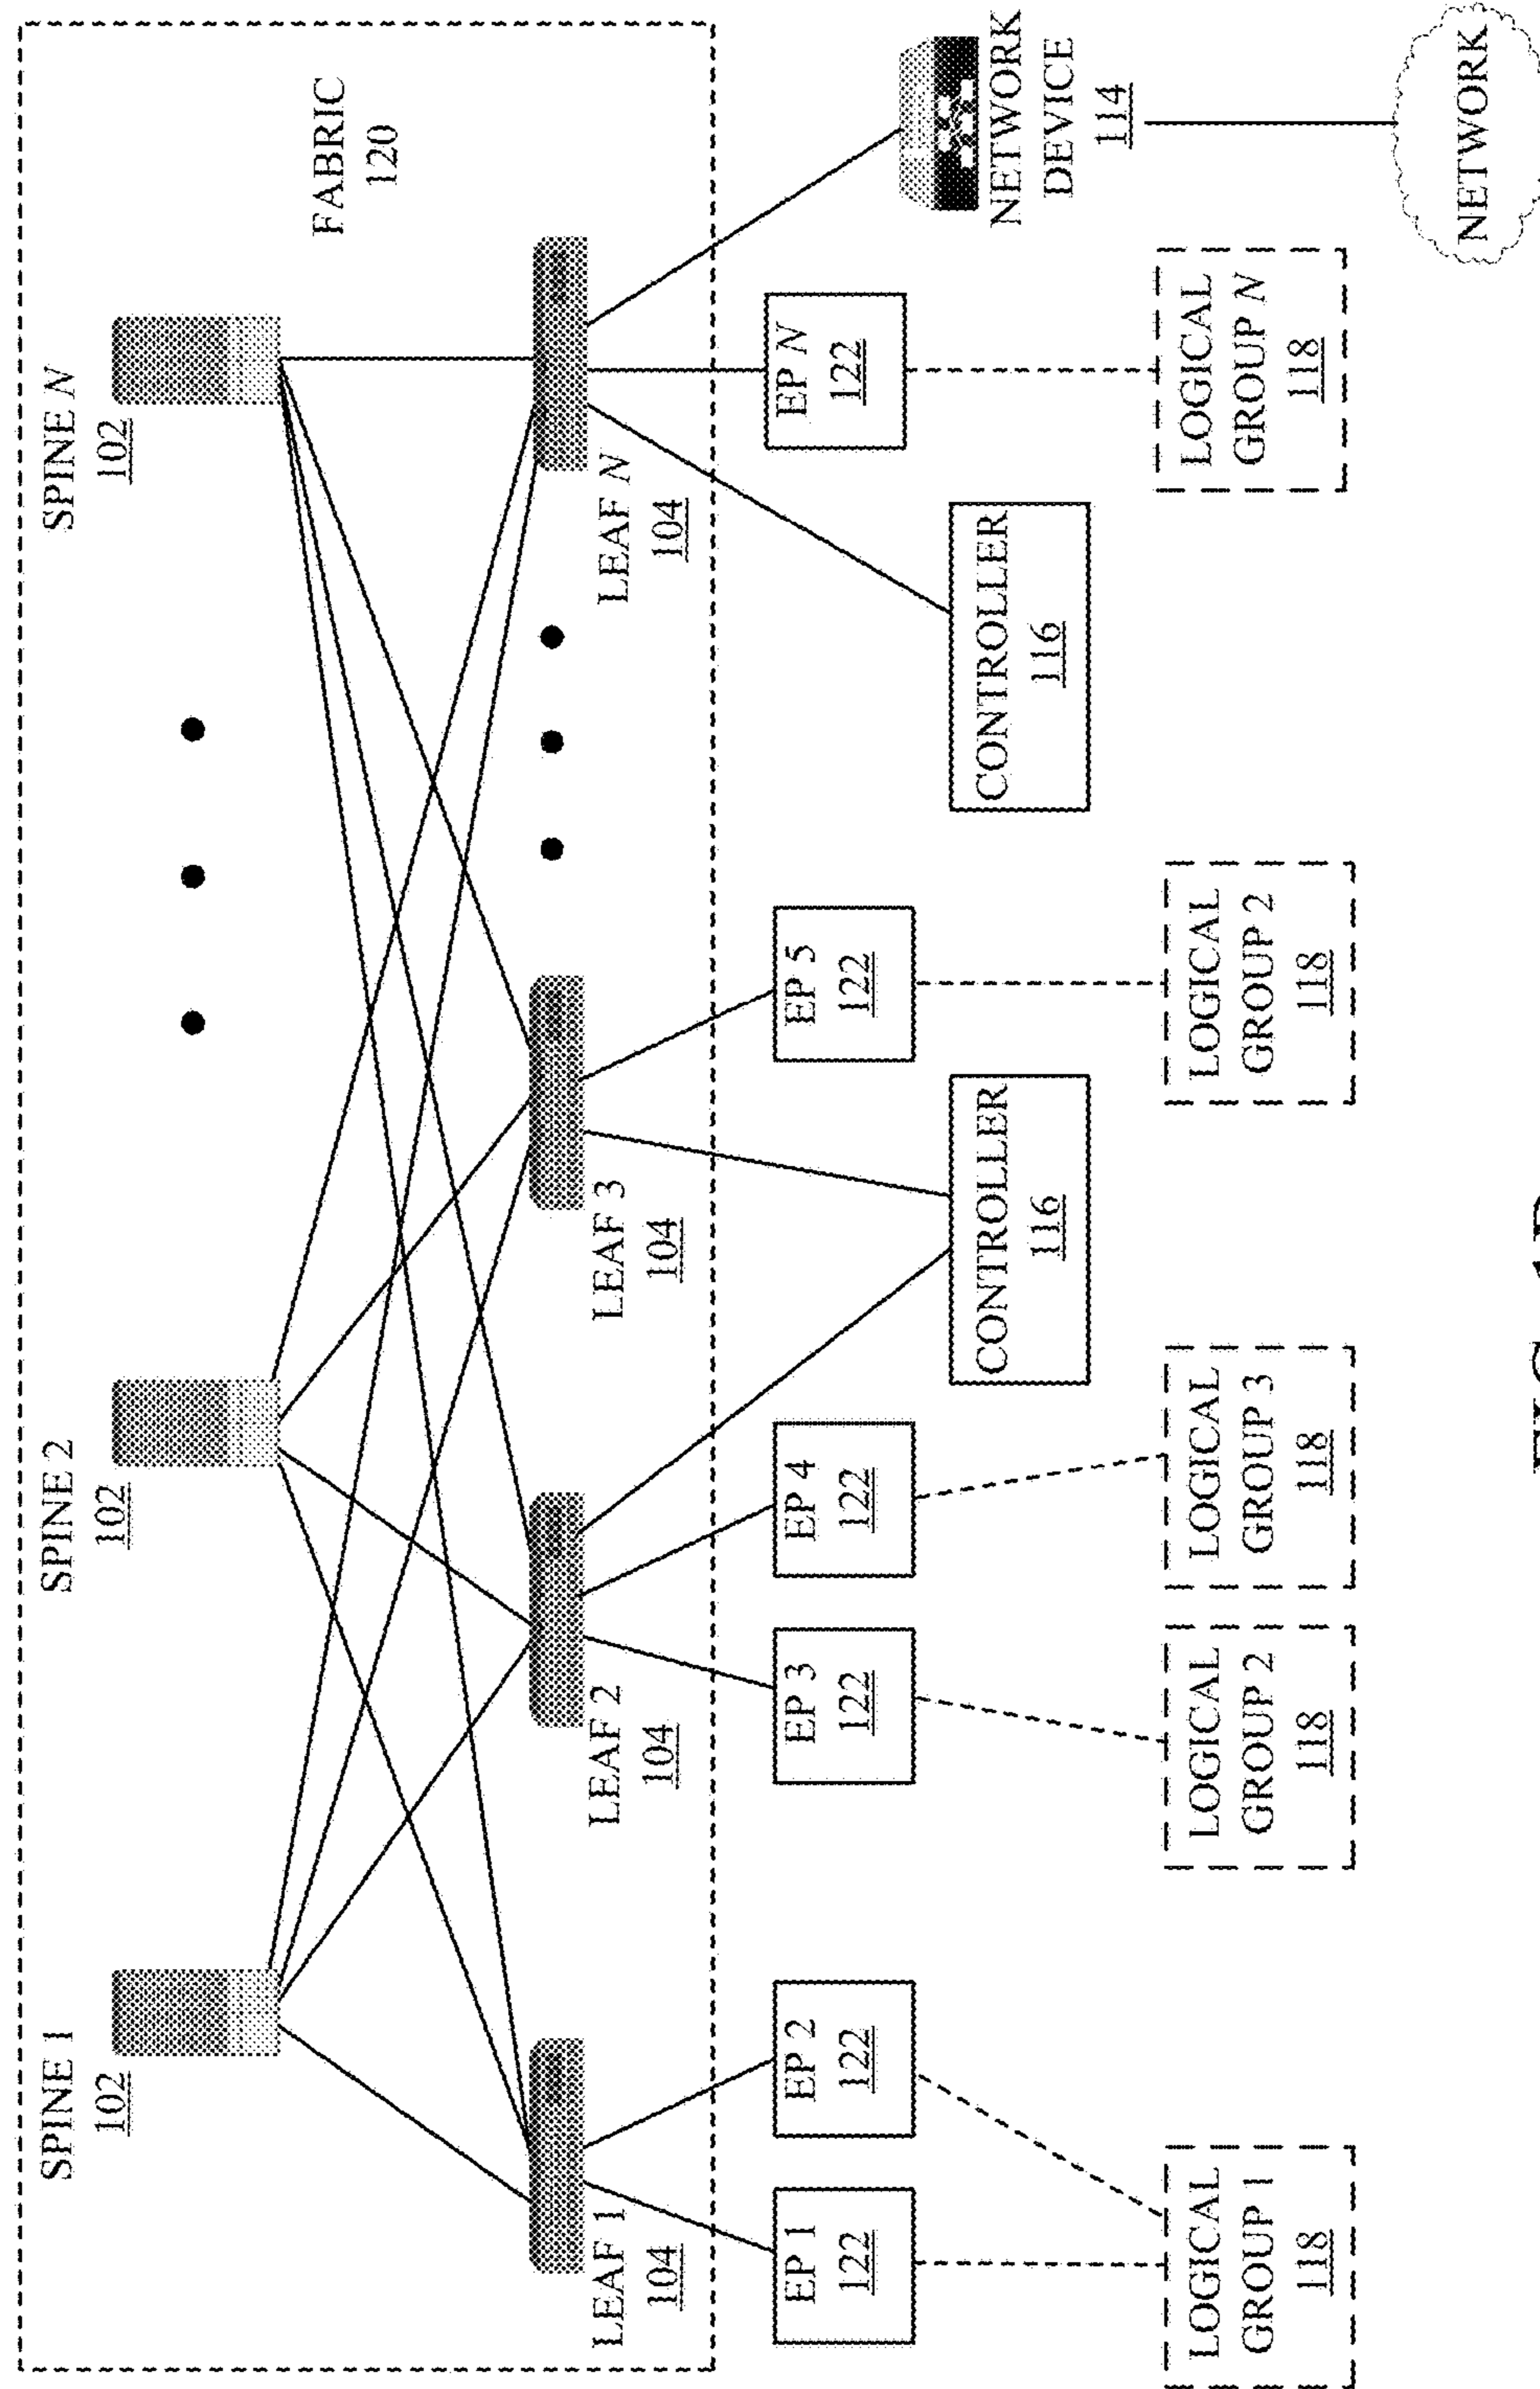 SPINE 1
102
SPINE 2
102
SPINE N
102
FABRIC
120
LEAF 1
104
LEAF 2
104
LEAF 3
104
LEAF N
104
EP 1
122
EP 2
122
EP 3
122
EP 4
122
EP 5
122
EP N
122
CONTROLLER
116
CONTROLLER
116
NETWORK
DEVICE
114
LOGICAL
GROUP 1
118
LOGICAL
GROUP 2
118
LOGICAL
GROUP 3
118
LOGICAL
GROUP 2
118
LOGICAL
GROUP N
118
NETWORK